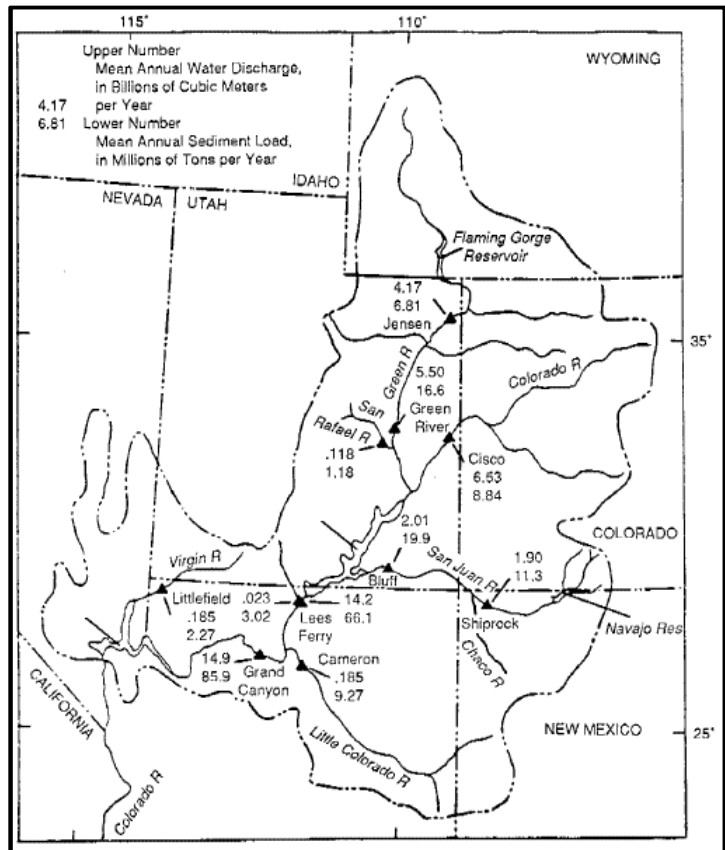 115°
110°
Upper Number
Mean Annual Water Discharge,
in Billions of Cubic Meters
4.17 per Year
6.81 Lower Number
Mean Annual Sediment Load,
in Millions of Tons per Year
WYOMING
IDAHO
NEVADA
UTAH
Flaming Gorge
Reservoir
4.17
6.81
Jensen
35°
Green R
Colorado R
5.50
16.6
Green
River
San
Rafael R
.118
1.18
Cisco
6.53
8.84
2.01
19.9
Bluff
San Juan R
1.90
11.3
COLORADO
Virgin R
Littlefield
.185
2.27
.023
3.02
Lees
Ferry
14.2
66.1
Shiprock
Navajo Res
Chaco R
14.9
85.9
Grand
Canyon
Cameron
.185
9.27
CALIFORNIA
Little Colorado R
NEW MEXICO
25°
Colorado R